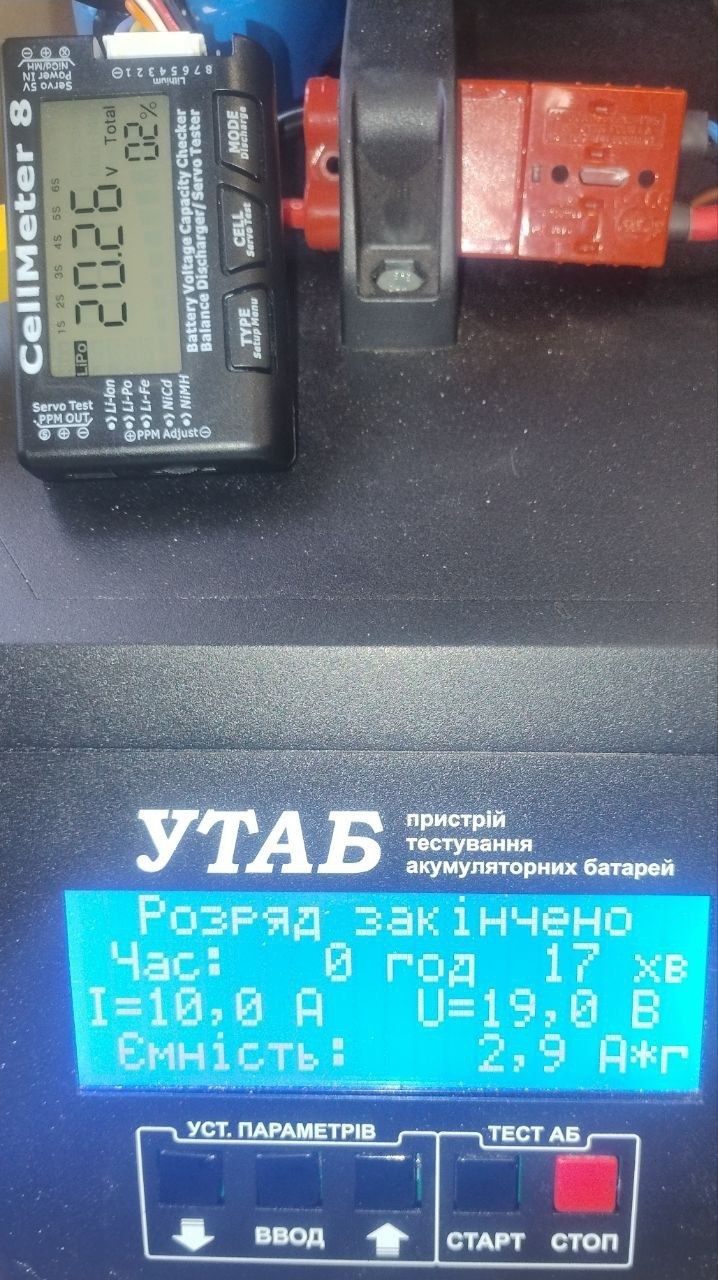 CellMeter 8
Servo 5V
Power IN
NiCd/MH
8 7 6 5 4 3 2 1
Lithium
1S 2S 3S 4S 5S 6S
LiPo
20.26 V
Total
02%
Battery Voltage Capacity Checker
Balance Discharger/Servo Tester
MODE
Discharge
CELL
Servo Test
TYPE
Setup Menu
Servo Test
PPM OUT
Li-Ion
Li-Po
Li-Fe
NiCd
NiMH
PPM Adjust
УТАБ
пристрій
тестування
акумуляторних батарей
Розряд закінчено
Час: 0 год 17 хв
I=10,0 А U=19,0 В
Ємність: 2,9 А*г
УСТ. ПАРАМЕТРІВ
ТЕСТ АБ
ВВОД
СТАРТ
СТОП